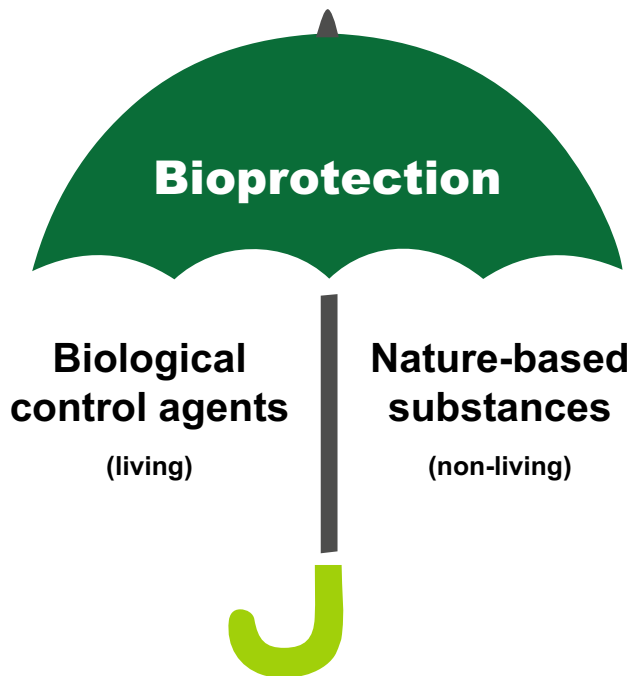 Bioprotection
Biological
control agents
(living)
Nature-based
substances
(non-living)